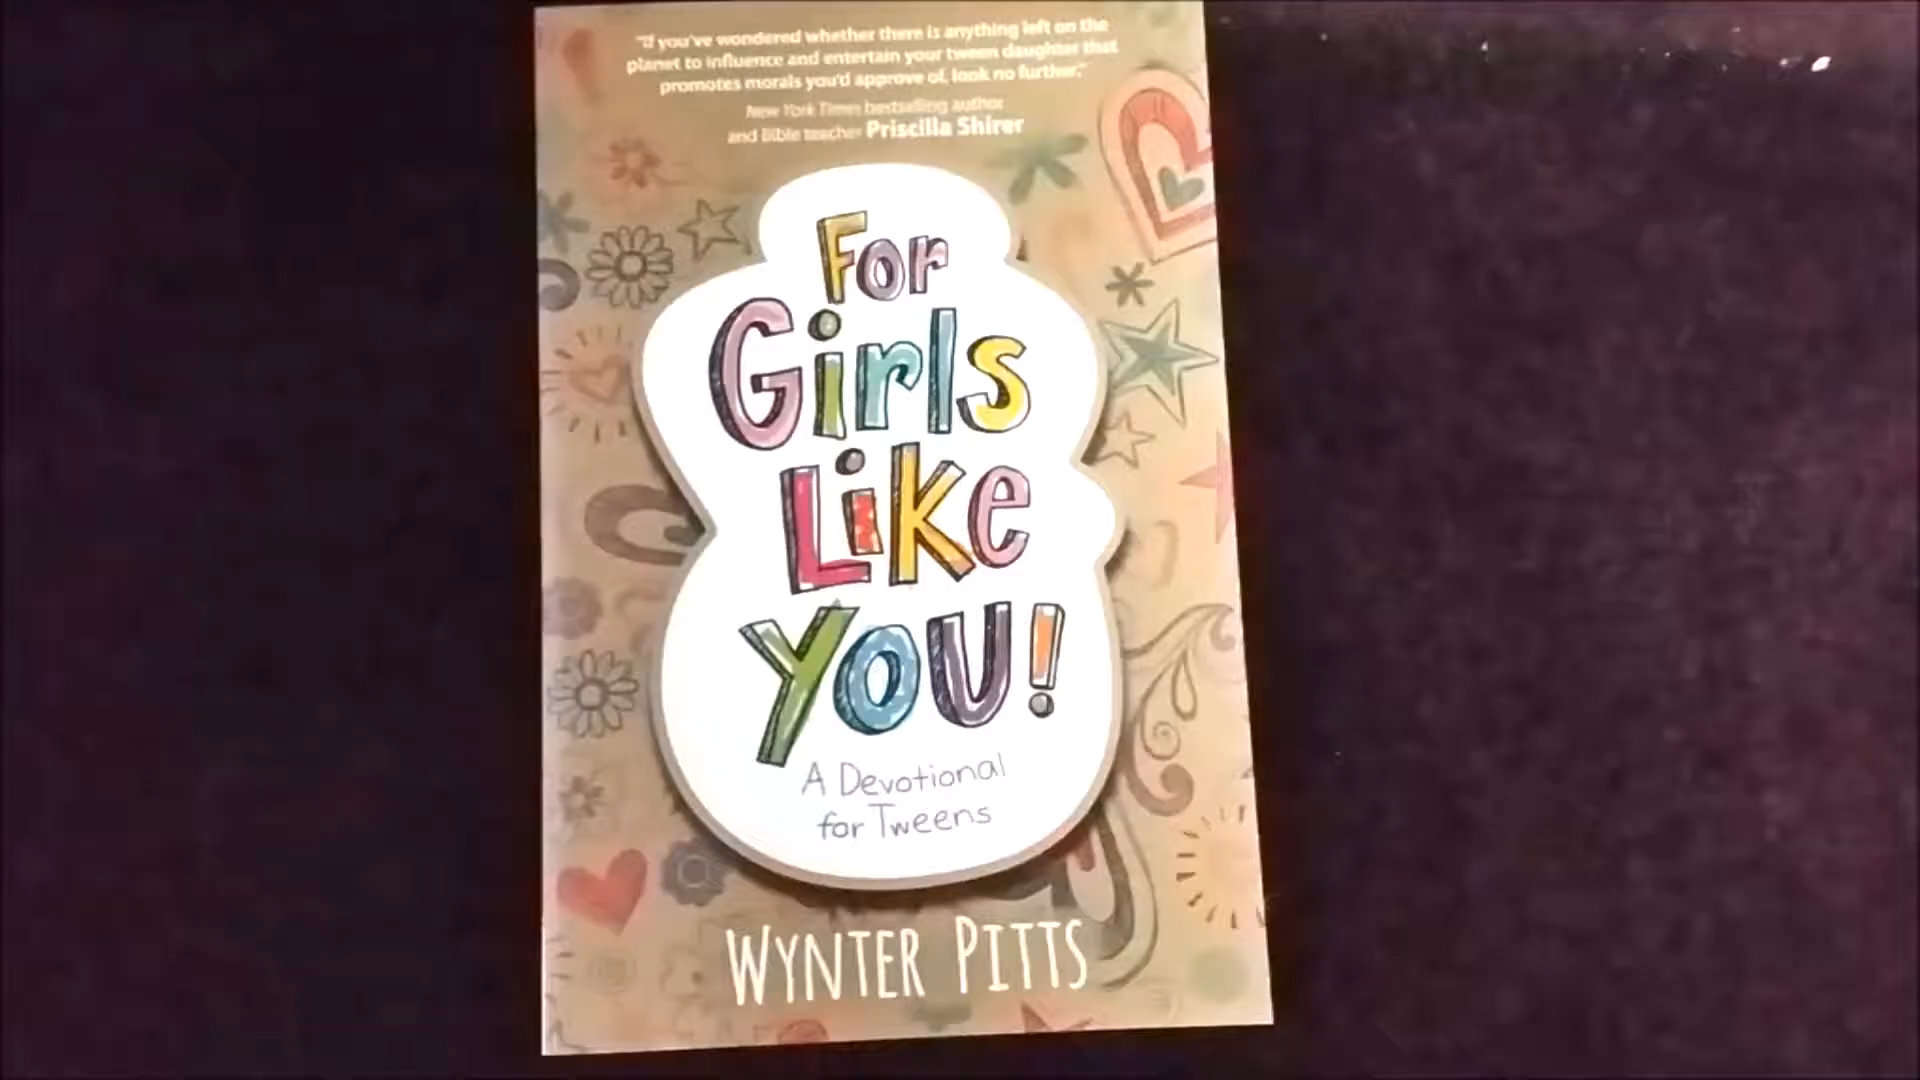 "If you've wondered whether there is anything left on the
planet to influence and entertain your tween daughter that
promotes morals you'd approve of, look no further."
New York Times bestselling author
and Bible teacher Priscilla Shirer
For
Girls
Like
YOU!
A Devotional
for Tweens
WYNTER PITTS